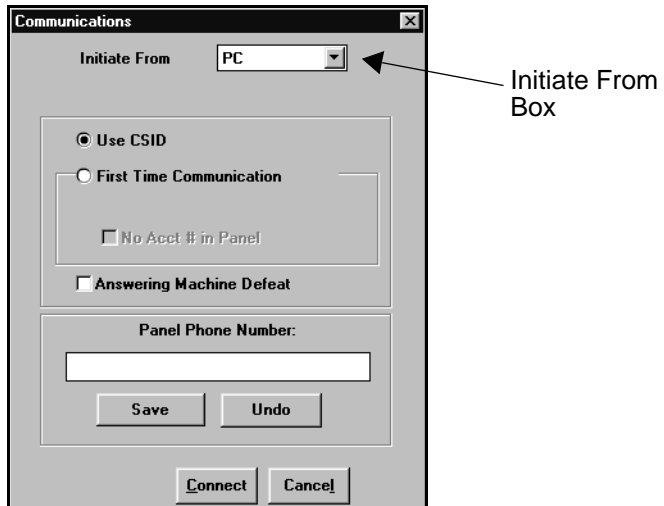 Communications
Initiate From PC
Initiate From
Box
Use CSID
First Time Communication
No Acct # in Panel
Answering Machine Defeat
Panel Phone Number:
Save Undo
Connect Cancel